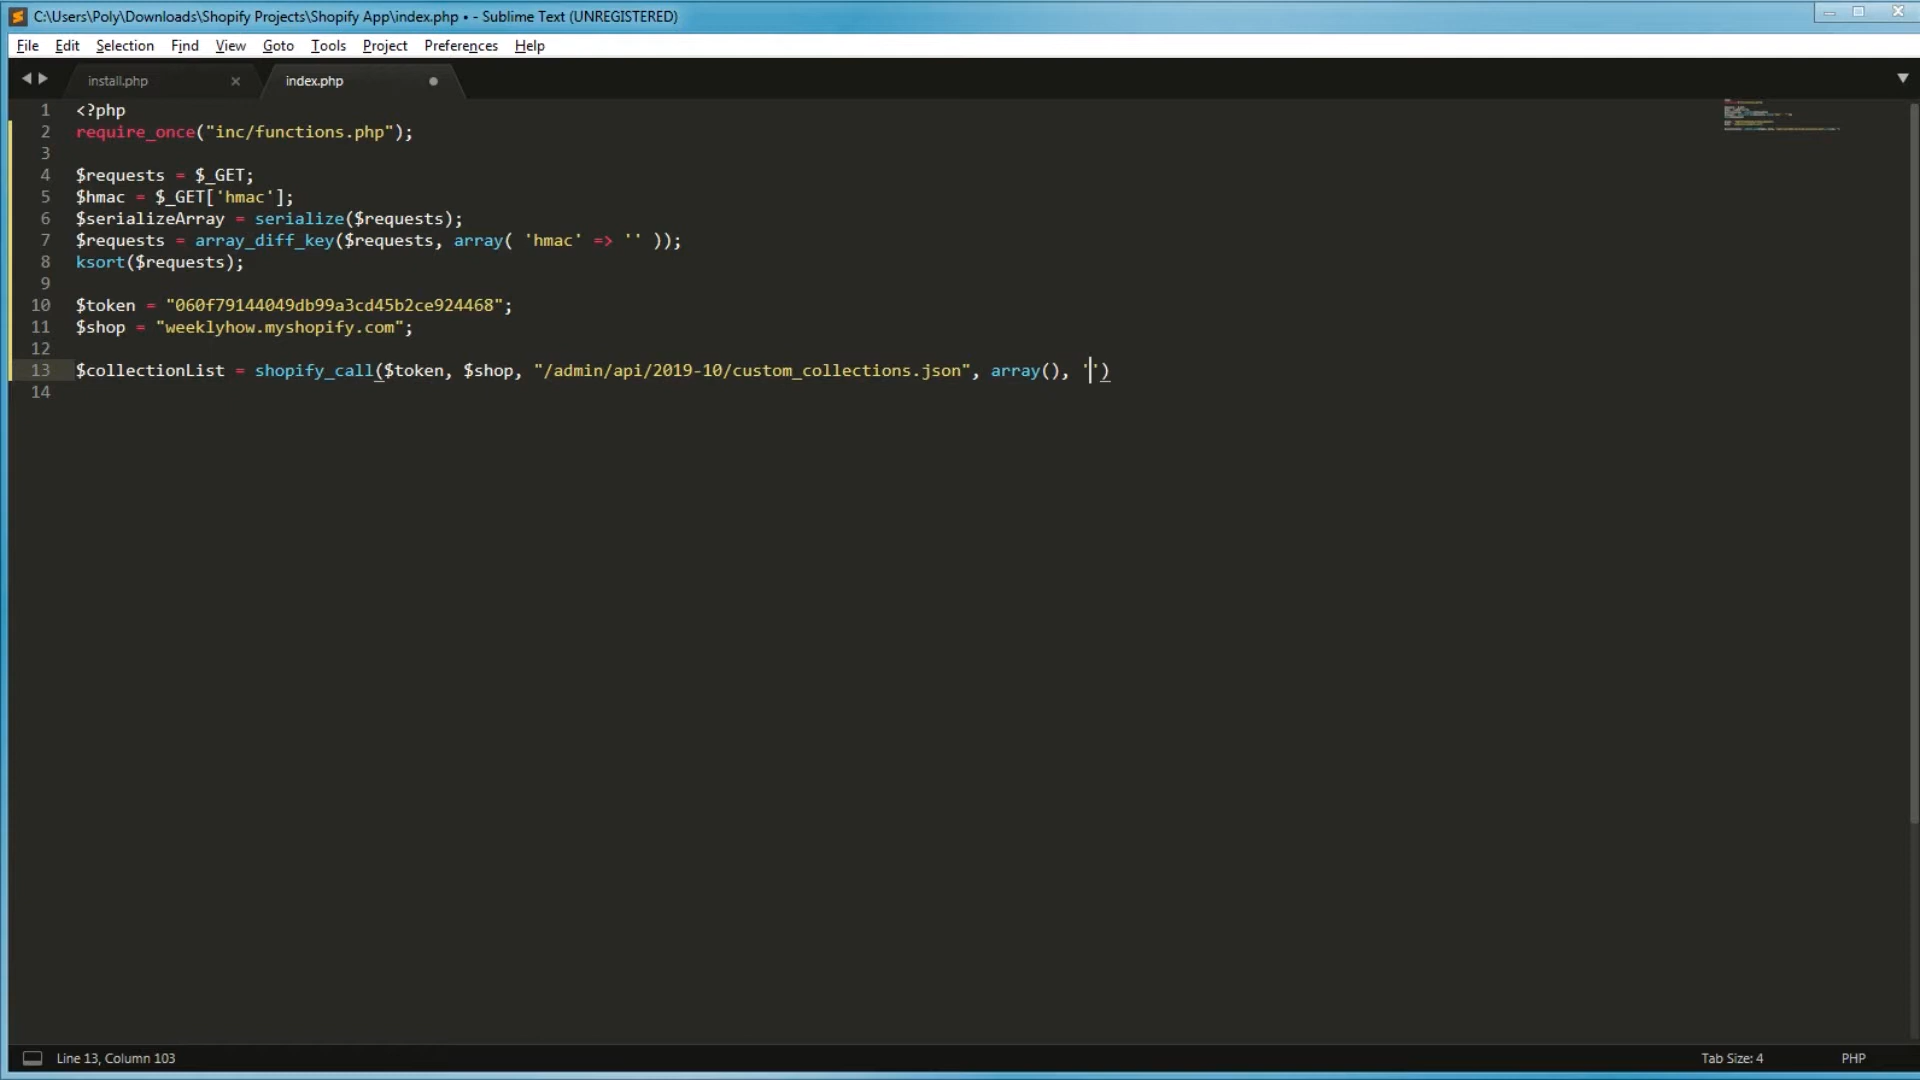 C:\Users\Poly\Downloads\Shopify Projects\Shopify App\index.php • - Sublime Text (UNREGISTERED)
File Edit Selection Find View Goto Tools Project Preferences Help
install.php index.php
1 <?php
2 require_once("inc/functions.php");
3
4 $requests = $_GET;
5 $hmac = $_GET['hmac'];
6 $serializeArray = serialize($requests);
7 $requests = array_diff_key($requests, array( 'hmac' => '' ));
8 ksort($requests);
9
10 $token = "060f79144049db99a3cd45b2ce924468";
11 $shop = "weeklyhow.myshopify.com";
12
13 $collectionList = shopify_call($token, $shop, "/admin/api/2019-10/custom_collections.json", array(), '')
14
Line 13, Column 103 Tab Size: 4 PHP